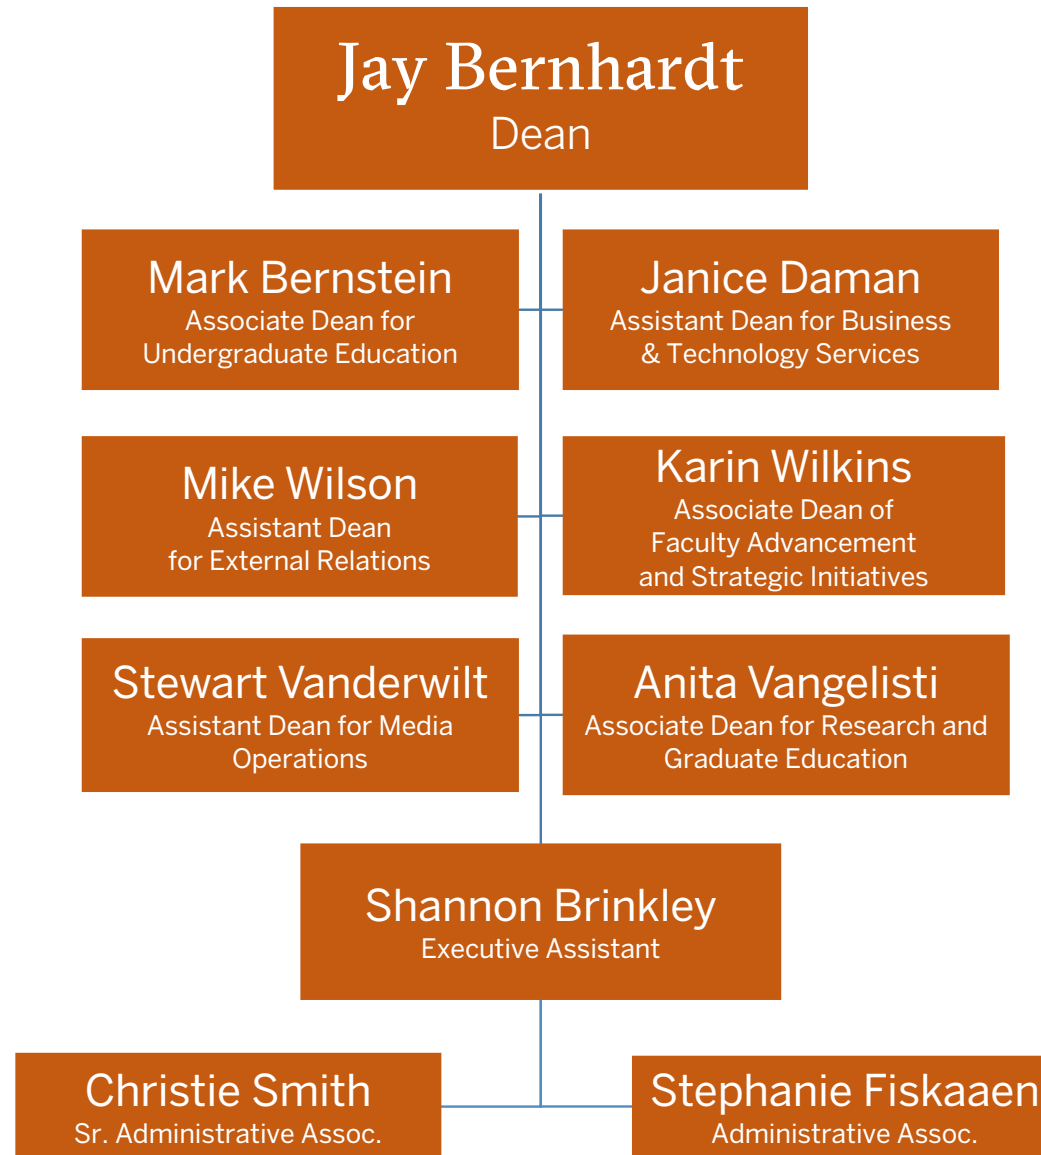 Jay Bernhardt
Dean
Mark Bernstein
Associate Dean for
Undergraduate Education
Janice Daman
Assistant Dean for Business
& Technology Services
Mike Wilson
Assistant Dean
for External Relations
Karin Wilkins
Associate Dean of
Faculty Advancement
and Strategic Initiatives
Stewart Vanderwilt
Assistant Dean for Media
Operations
Anita Vangelisti
Associate Dean for Research and
Graduate Education
Shannon Brinkley
Executive Assistant
Christie Smith
Sr. Administrative Assoc.
Stephanie Fiskaaen
Administrative Assoc.